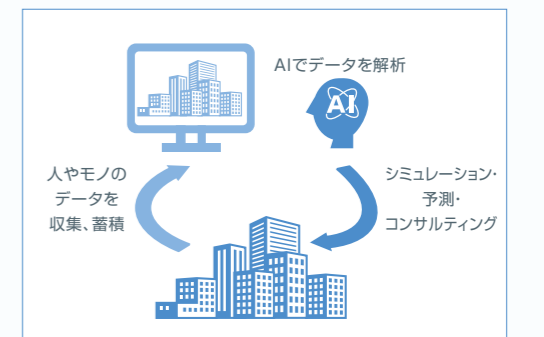 AIでデータを解析
AI
人やモノの
データを
収集、蓄積
シミュレーション・
予測・
コンサルティング